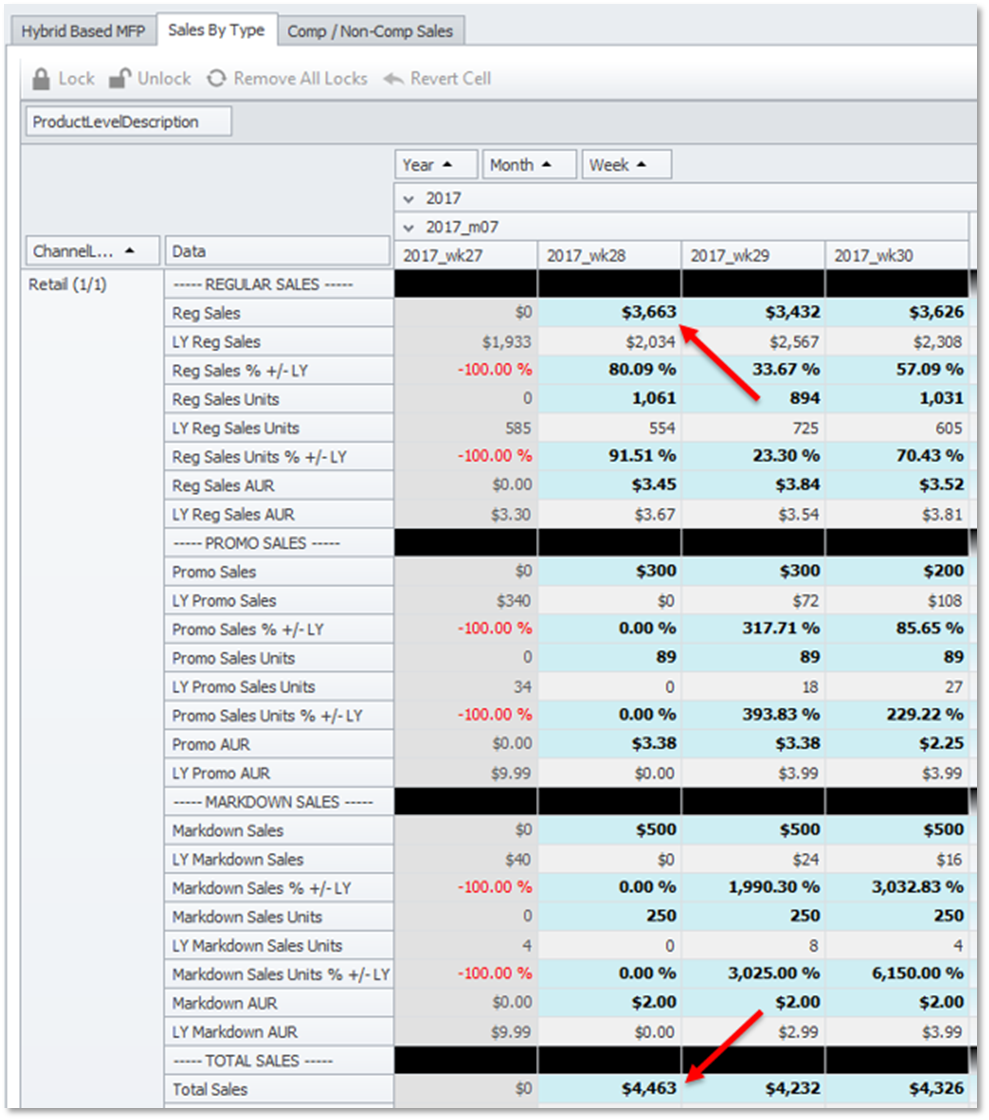 Hybrid Based MFP Sales By Type Comp / Non-Comp Sales
Lock Unlock Remove All Locks Revert Cell
ProductLevelDescription
Year Month Week
2017
2017_m07
ChannelL... Data 2017_wk27 2017_wk28 2017_wk29 2017_wk30
Retail (1/1) ----- REGULAR SALES -----
Reg Sales $0 $3,663 $3,432 $3,626
LY Reg Sales $1,933 $2,034 $2,567 $2,308
Reg Sales % +/- LY -100.00 % 80.09 % 33.67 % 57.09 %
Reg Sales Units 0 1,061 894 1,031
LY Reg Sales Units 585 554 725 605
Reg Sales Units % +/- LY -100.00 % 91.51 % 23.30 % 70.43 %
Reg Sales AUR $0.00 $3.45 $3.84 $3.52
LY Reg Sales AUR $3.30 $3.67 $3.54 $3.81
----- PROMO SALES -----
Promo Sales $0 $300 $300 $200
LY Promo Sales $340 $0 $72 $108
Promo Sales % +/- LY -100.00 % 0.00 % 317.71 % 85.65 %
Promo Sales Units 0 89 89 89
LY Promo Sales Units 34 0 18 27
Promo Sales Units % +/- LY -100.00 % 0.00 % 393.83 % 229.22 %
Promo AUR $0.00 $3.38 $3.38 $2.25
LY Promo AUR $9.99 $0.00 $3.99 $3.99
----- MARKDOWN SALES -----
Markdown Sales $0 $500 $500 $500
LY Markdown Sales $40 $0 $24 $16
Markdown Sales % +/- LY -100.00 % 0.00 % 1,990.30 % 3,032.83 %
Markdown Sales Units 0 250 250 250
LY Markdown Sales Units 4 0 8 4
Markdown Sales Units % +/- LY -100.00 % 0.00 % 3,025.00 % 6,150.00 %
Markdown AUR $0.00 $2.00 $2.00 $2.00
LY Markdown AUR $9.99 $0.00 $2.99 $3.99
----- TOTAL SALES -----
Total Sales $0 $4,463 $4,232 $4,326